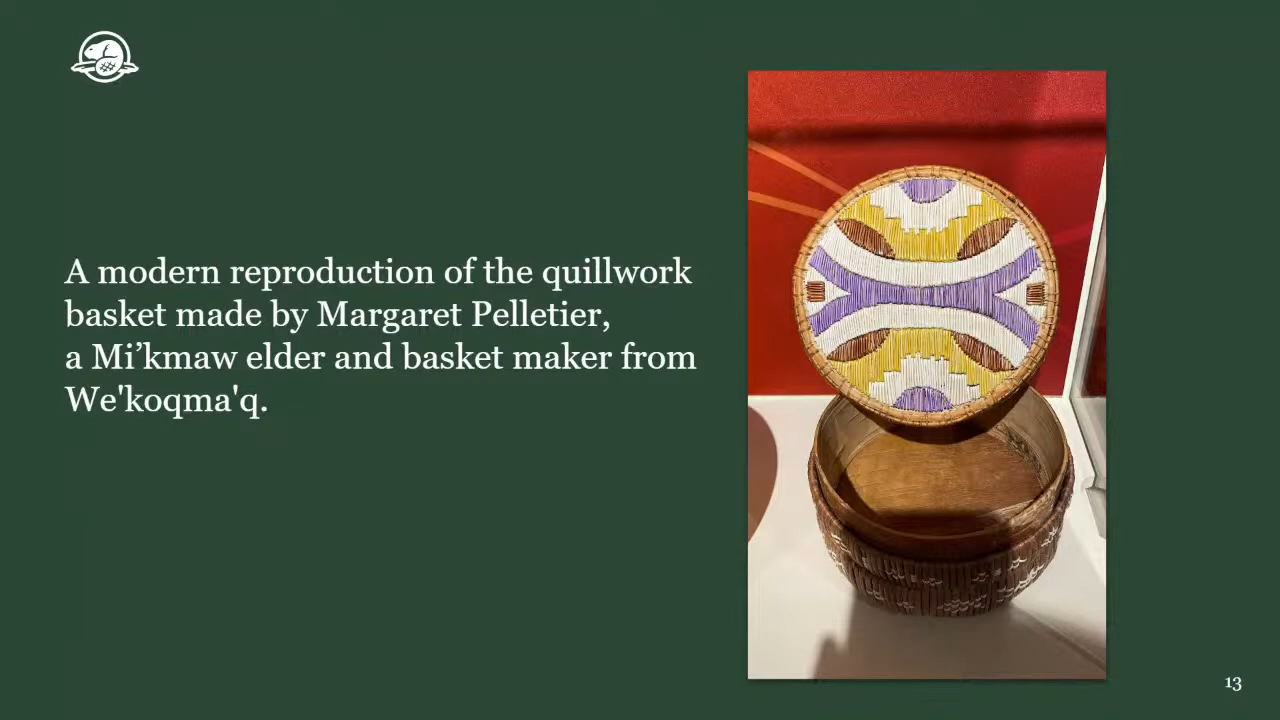 A modern reproduction of the quillwork
basket made by Margaret Pelletier,
a Mi’kmaw elder and basket maker from
We'koqma'q.
13